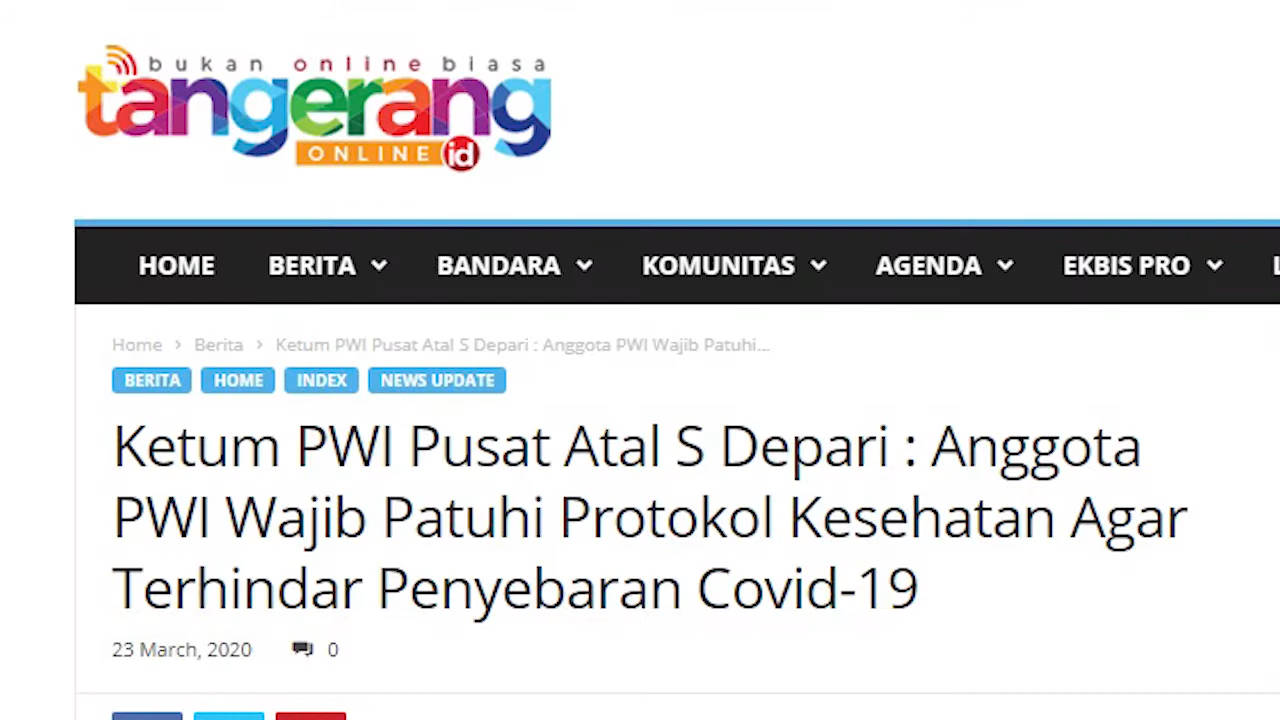 bukan online biasa
tangerang
ONLINE id
HOME BERITA BANDARA KOMUNITAS AGENDA EKBIS PRO
Home > Berita > Ketum PWI Pusat Atal S Depari : Anggota PWI Wajib Patuhi...
BERITA HOME INDEX NEWS UPDATE
Ketum PWI Pusat Atal S Depari : Anggota
PWI Wajib Patuhi Protokol Kesehatan Agar
Terhindar Penyebaran Covid-19
23 March, 2020 0